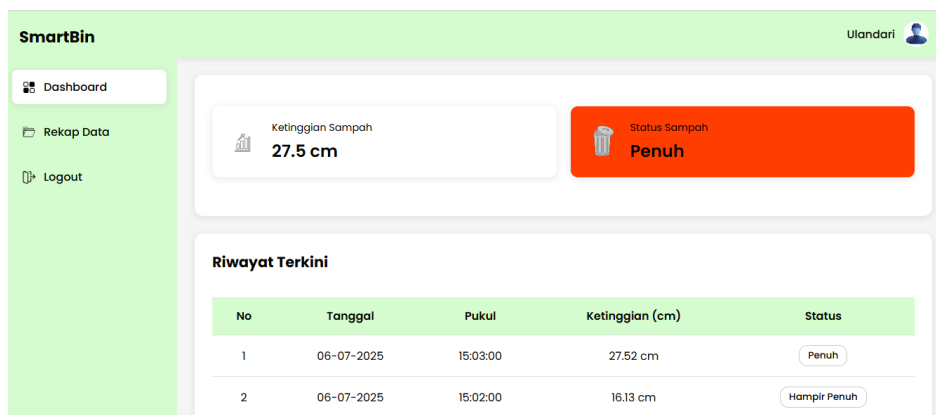 SmartBin
Ulandari
Dashboard
Rekap Data
Logout
Ketinggian Sampah
27.5 cm
Status Sampah
Penuh
Riwayat Terkini
No Tanggal Pukul Ketinggian (cm) Status
1 06-07-2025 15:03:00 27.52 cm Penuh
2 06-07-2025 15:02:00 16.13 cm Hampir Penuh